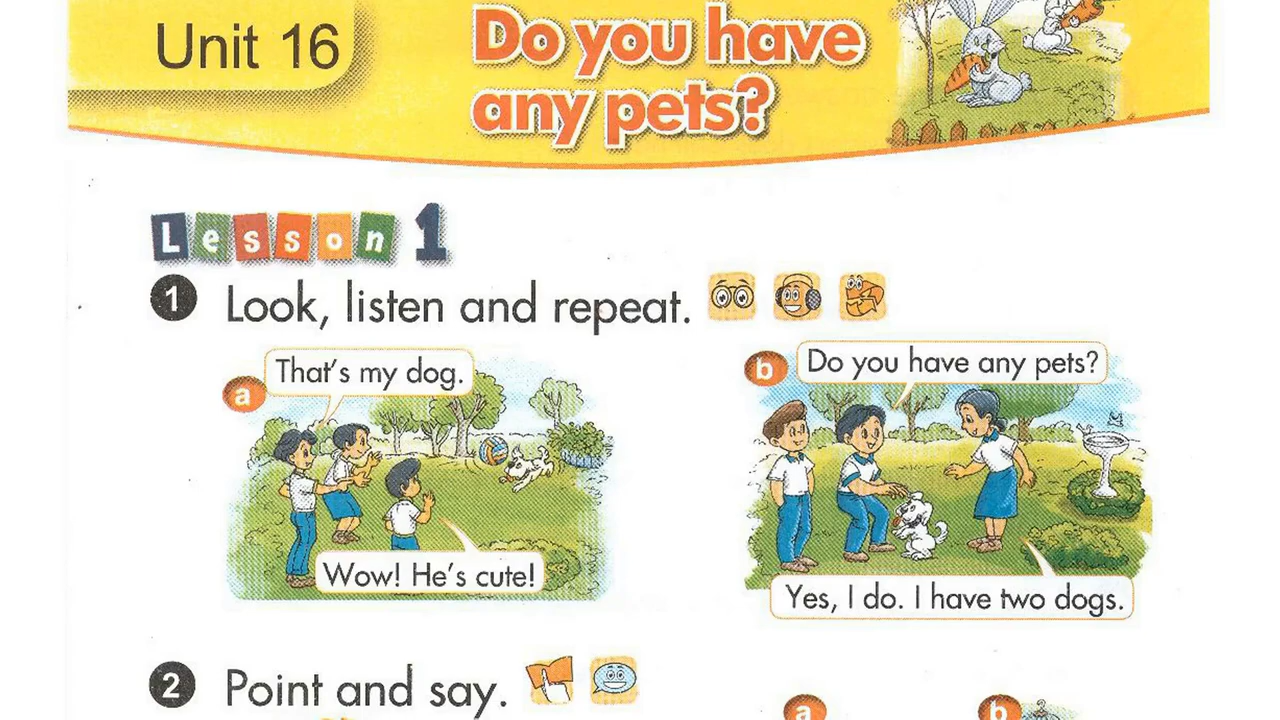 Unit 16
Do you have
any pets?
Lesson 1
1 Look, listen and repeat.
a That's my dog.
Wow! He's cute!
b Do you have any pets?
Yes, I do. I have two dogs.
2 Point and say.
a
b